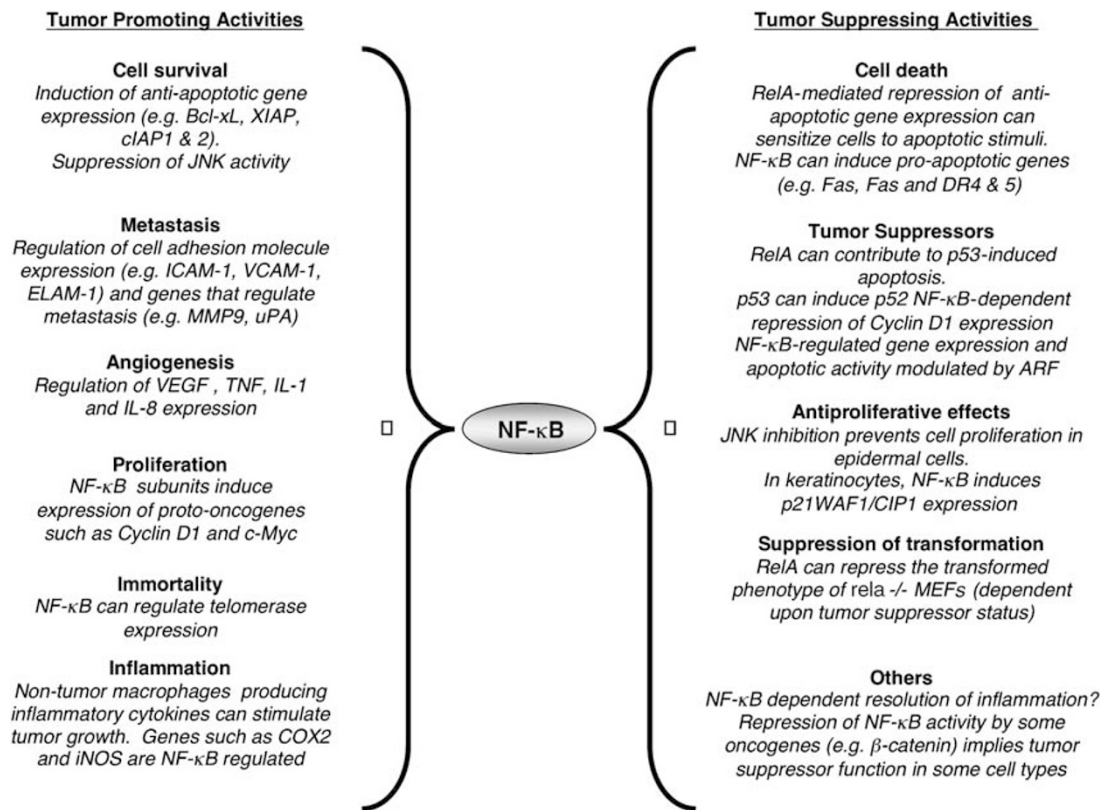 Tumor Promoting Activities
Cell survival
Induction of anti-apoptotic gene
expression (e.g. Bcl-xL, XIAP,
cIAP1 & 2).
Suppression of JNK activity
Metastasis
Regulation of cell adhesion molecule
expression (e.g. ICAM-1, VCAM-1,
ELAM-1) and genes that regulate
metastasis (e.g. MMP9, uPA)
Angiogenesis
Regulation of VEGF , TNF, IL-1
and IL-8 expression
Proliferation
NF-κB subunits induce
expression of proto-oncogenes
such as Cyclin D1 and c-Myc
Immortality
NF-κB can regulate telomerase
expression
Inflammation
Non-tumor macrophages producing
inflammatory cytokines can stimulate
tumor growth. Genes such as COX2
and iNOS are NF-κB regulated
NF-κB
Tumor Suppressing Activities
Cell death
RelA-mediated repression of anti-
apoptotic gene expression can
sensitize cells to apoptotic stimuli.
NF-κB can induce pro-apoptotic genes
(e.g. Fas, Fas and DR4 & 5)
Tumor Suppressors
RelA can contribute to p53-induced
apoptosis.
p53 can induce p52 NF-κB-dependent
repression of Cyclin D1 expression
NF-κB-regulated gene expression and
apoptotic activity modulated by ARF
Antiproliferative effects
JNK inhibition prevents cell proliferation in
epidermal cells.
In keratinocytes, NF-κB induces
p21WAF1/CIP1 expression
Suppression of transformation
RelA can repress the transformed
phenotype of rela -/- MEFs (dependent
upon tumor suppressor status)
Others
NF-κB dependent resolution of inflammation?
Repression of NF-κB activity by some
oncogenes (e.g. β-catenin) implies tumor
suppressor function in some cell types